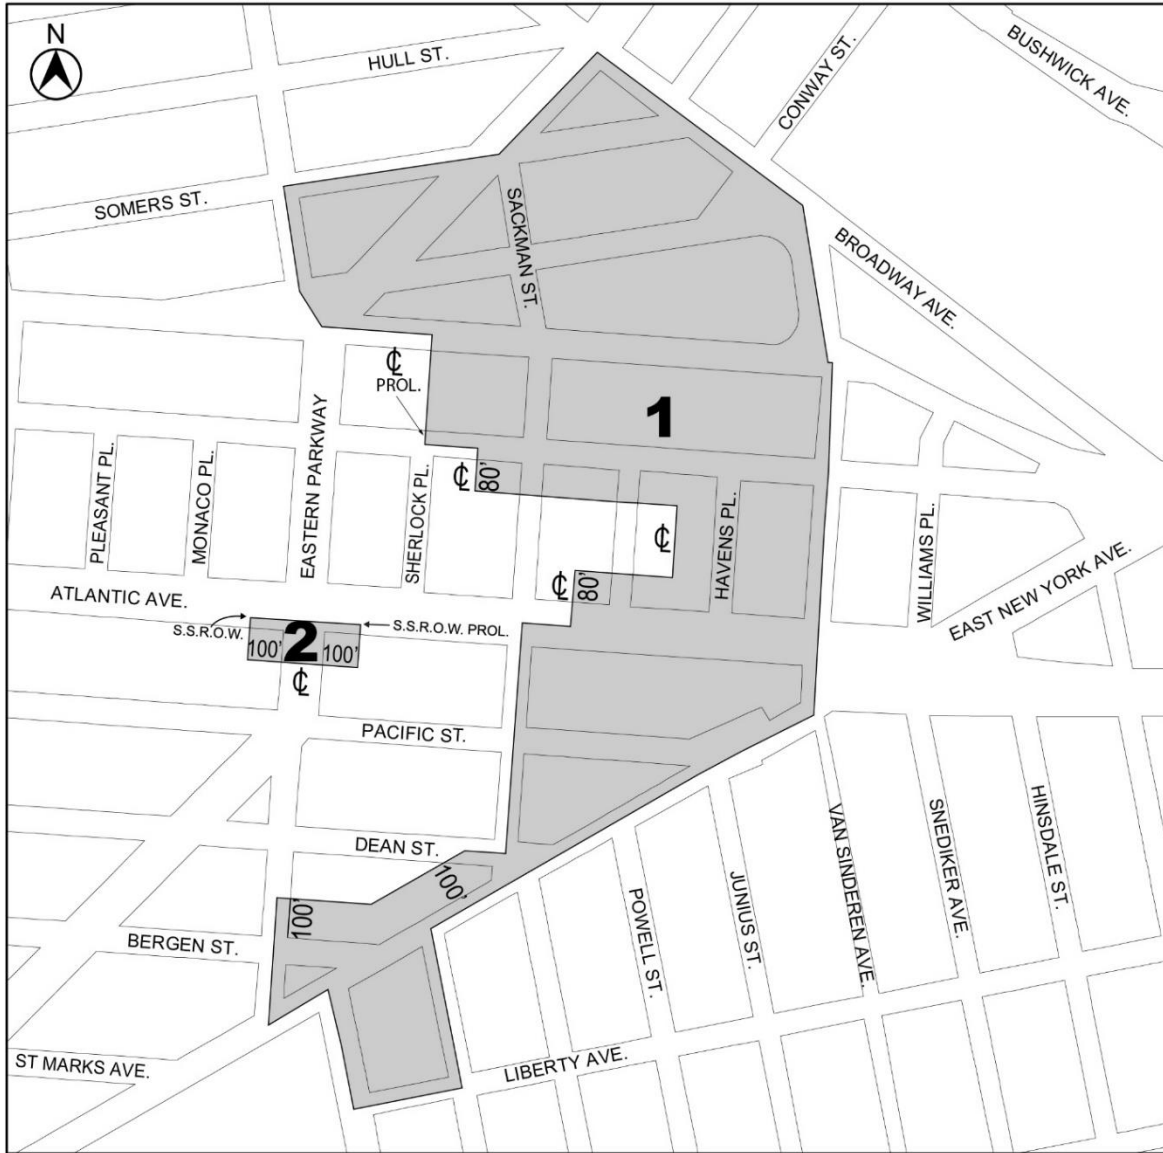 N
HULL ST.
CONWAY ST.
BUSHWICK AVE.
SOMERS ST.
SACKMAN ST.
BROADWAY AVE.
℄
PROL.
1
EASTERN PARKWAY
PLEASANT PL.
MONACO PL.
SHERLOCK PL.
℄
80'
℄
HAVENS PL.
WILLIAMS PL.
℄
80'
ATLANTIC AVE.
EAST NEW YORK AVE.
S.S.R.O.W.
S.S.R.O.W. PROL.
100'
2
100'
℄
PACIFIC ST.
DEAN ST.
100'
100'
BERGEN ST.
POWELL ST.
JUNIUS ST.
VAN SINDEREN AVE.
SNEDIKER AVE.
HINSDALE ST.
ST MARKS AVE.
LIBERTY AVE.